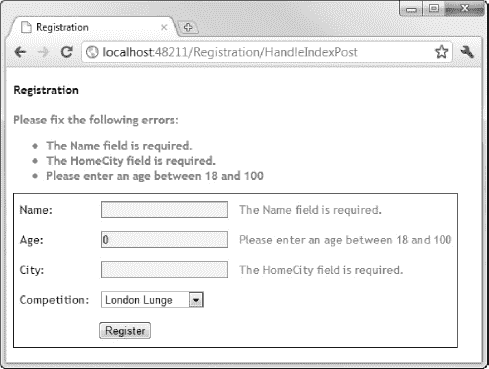 Registration
localhost:48211/Registration/HandleIndexPost
Registration
Please fix the following errors:
The Name field is required.
The HomeCity field is required.
Please enter an age between 18 and 100
Name: The Name field is required.
Age: 0 Please enter an age between 18 and 100
City: The HomeCity field is required.
Competition: London Lunge
Register